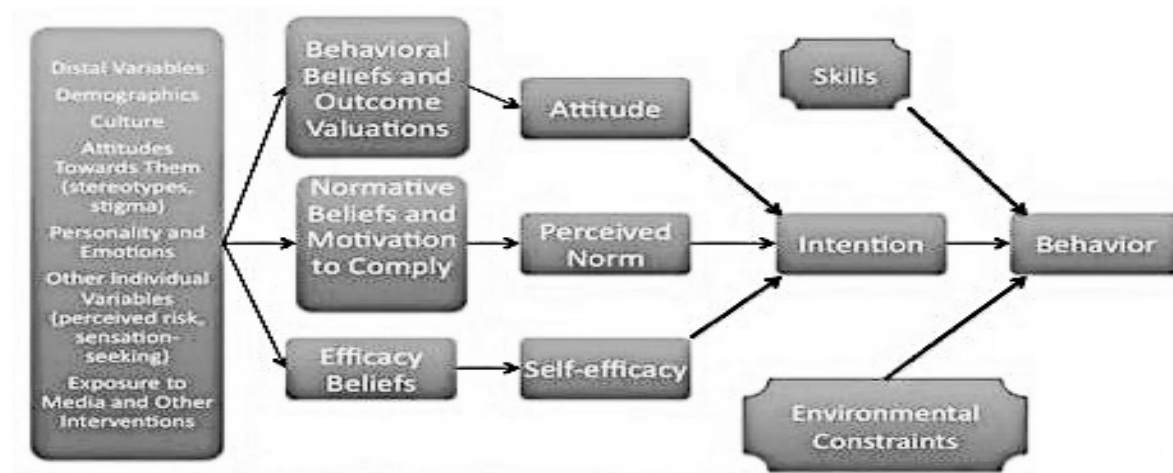 Distal Variables
Demographics
Culture
Attitudes
Towards Them
(stereotypes,
stigma)
Personality and
Emotions
Other Individual
Variables
(perceived risk,
sensation-
seeking)
Exposure to
Media and Other
Interventions
Behavioral
Beliefs and
Outcome
Valuations
Normative
Beliefs and
Motivation
to Comply
Efficacy
Beliefs
Attitude
Perceived
Norm
Self-efficacy
Intention
Skills
Behavior
Environmental
Constraints